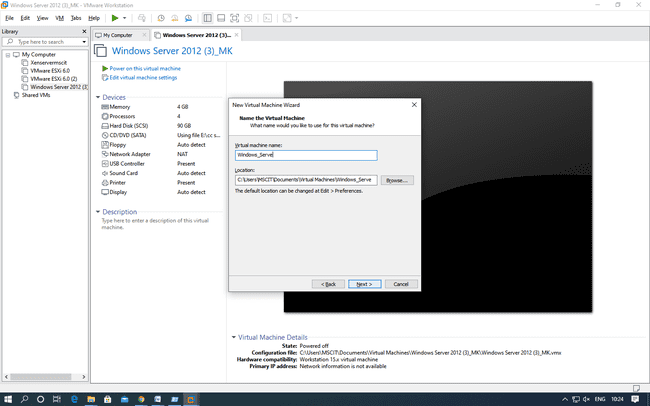 Windows Server 2012 (3)_MK - VMware Workstation
File Edit View VM Tabs Help
Library
Type here to search
My Computer
Xenservermscit
VMware ESXi 6.0
VMware ESXi 6.0 (2)
Windows Server 2012 (3)
Shared VMs
My Computer
Windows Server 2012 (3)...
Windows Server 2012 (3)_MK
Power on this virtual machine
Edit virtual machine settings
Devices
Memory 4 GB
Processors 4
Hard Disk (SCSI) 90 GB
CD/DVD (SATA) Using file E:\cc s...
Floppy Auto detect
Network Adapter NAT
USB Controller Present
Sound Card Auto detect
Printer Present
Display Auto detect
Description
Type here to enter a description of this virtual
machine.
New Virtual Machine Wizard
Name the Virtual Machine
What name would you like to use for this virtual machine?
Virtual machine name:
Windows_Serve
Location:
C:\Users\MSCIT\Documents\Virtual Machines\Windows_Serve
Browse...
The default location can be changed at Edit > Preferences.
< Back Next > Cancel
Virtual Machine Details
State: Powered off
Configuration file: C:\Users\MSCIT\Documents\Virtual Machines\Windows Server 2012 (3)_MK\Windows Server 2012 (3)_MK.vmx
Hardware compatibility: Workstation 15.x virtual machine
Primary IP address: Network information is not available
ENG 10:24